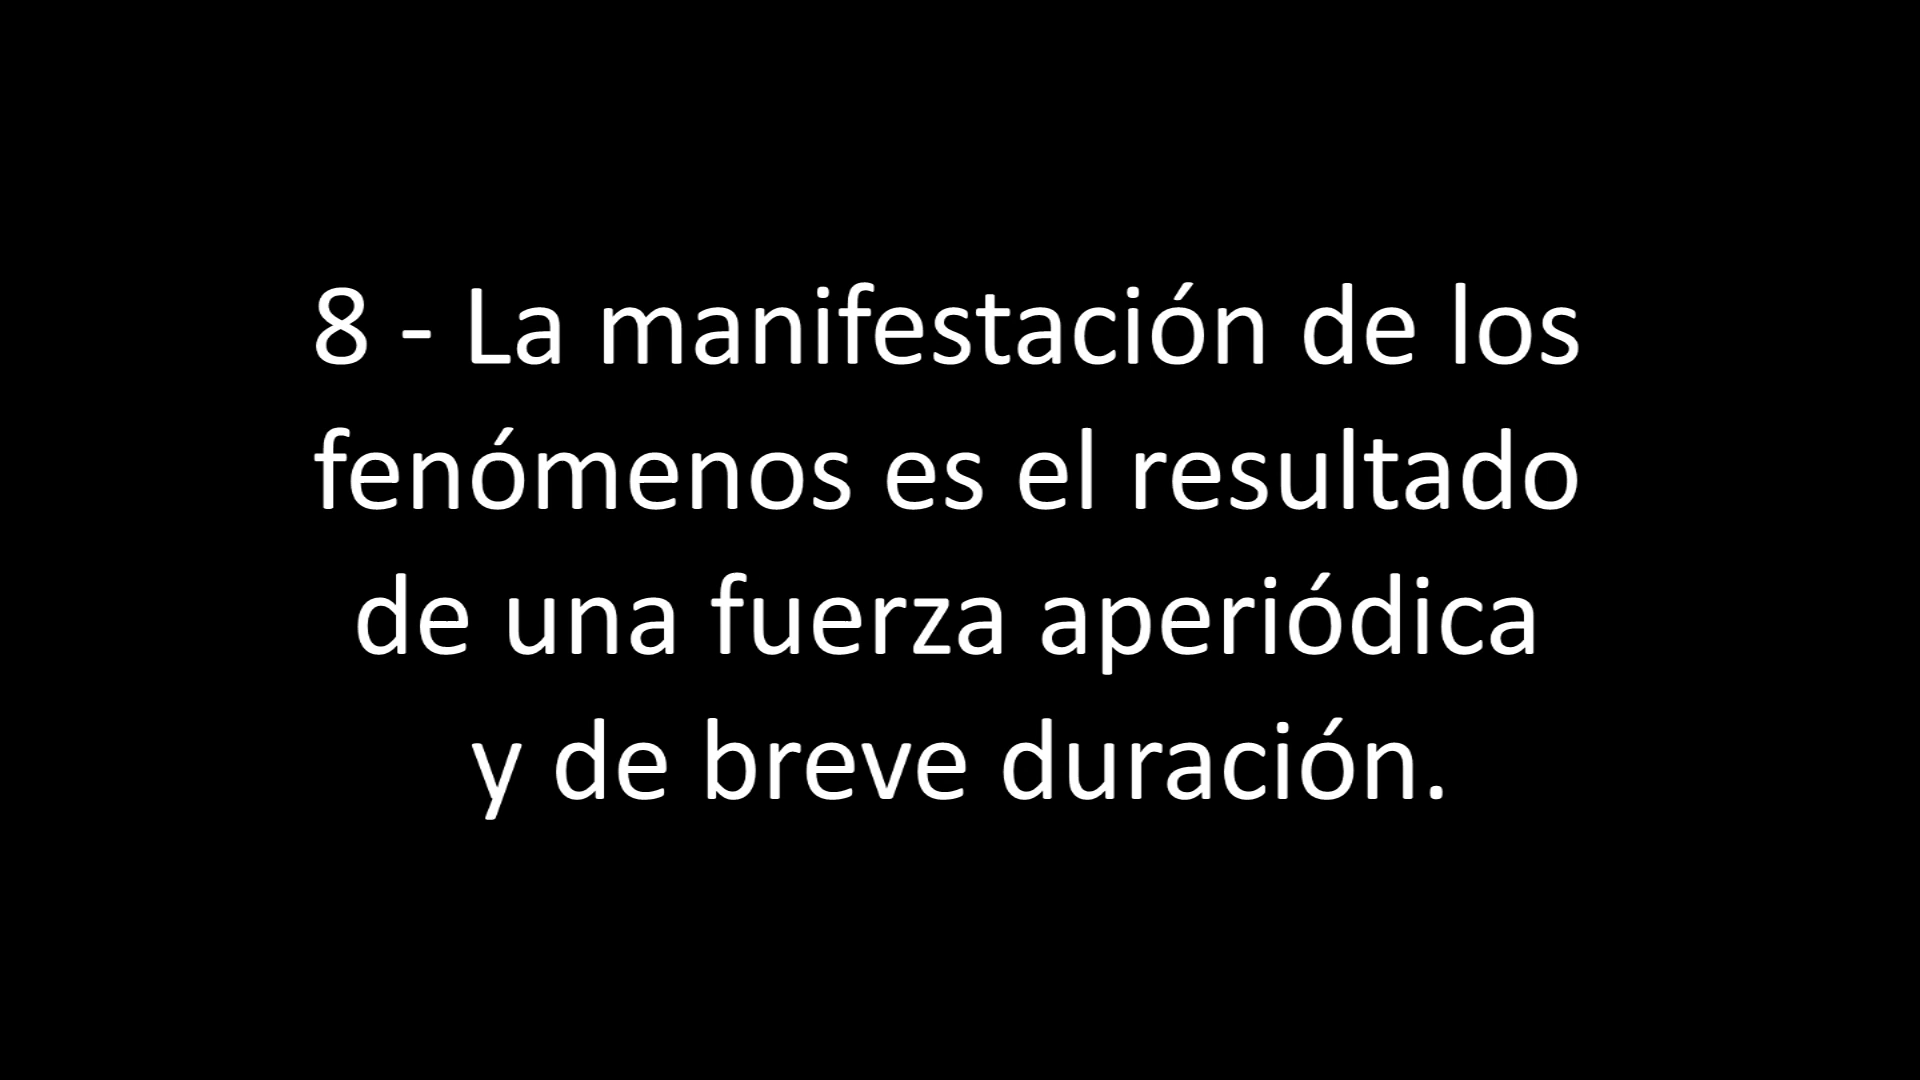 8 - La manifestación de los
fenómenos es el resultado
de una fuerza aperiódica
y de breve duración.